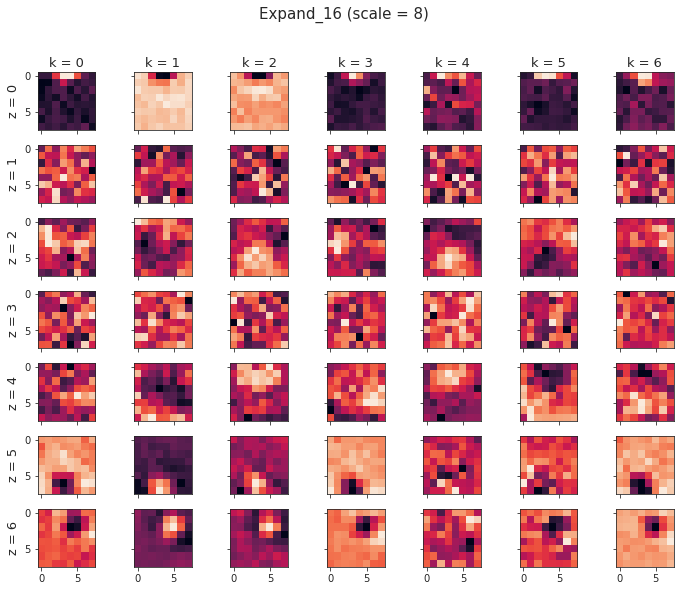 Expand_16 (scale = 8)
k = 0 k = 1 k = 2 k = 3 k = 4 k = 5 k = 6
z = 0 0 5
z = 1 0 5
z = 2 0 5
z = 3 0 5
z = 4 0 5
z = 5 0 5
z = 6 0 5
0 5 0 5 0 5 0 5 0 5 0 5 0 5